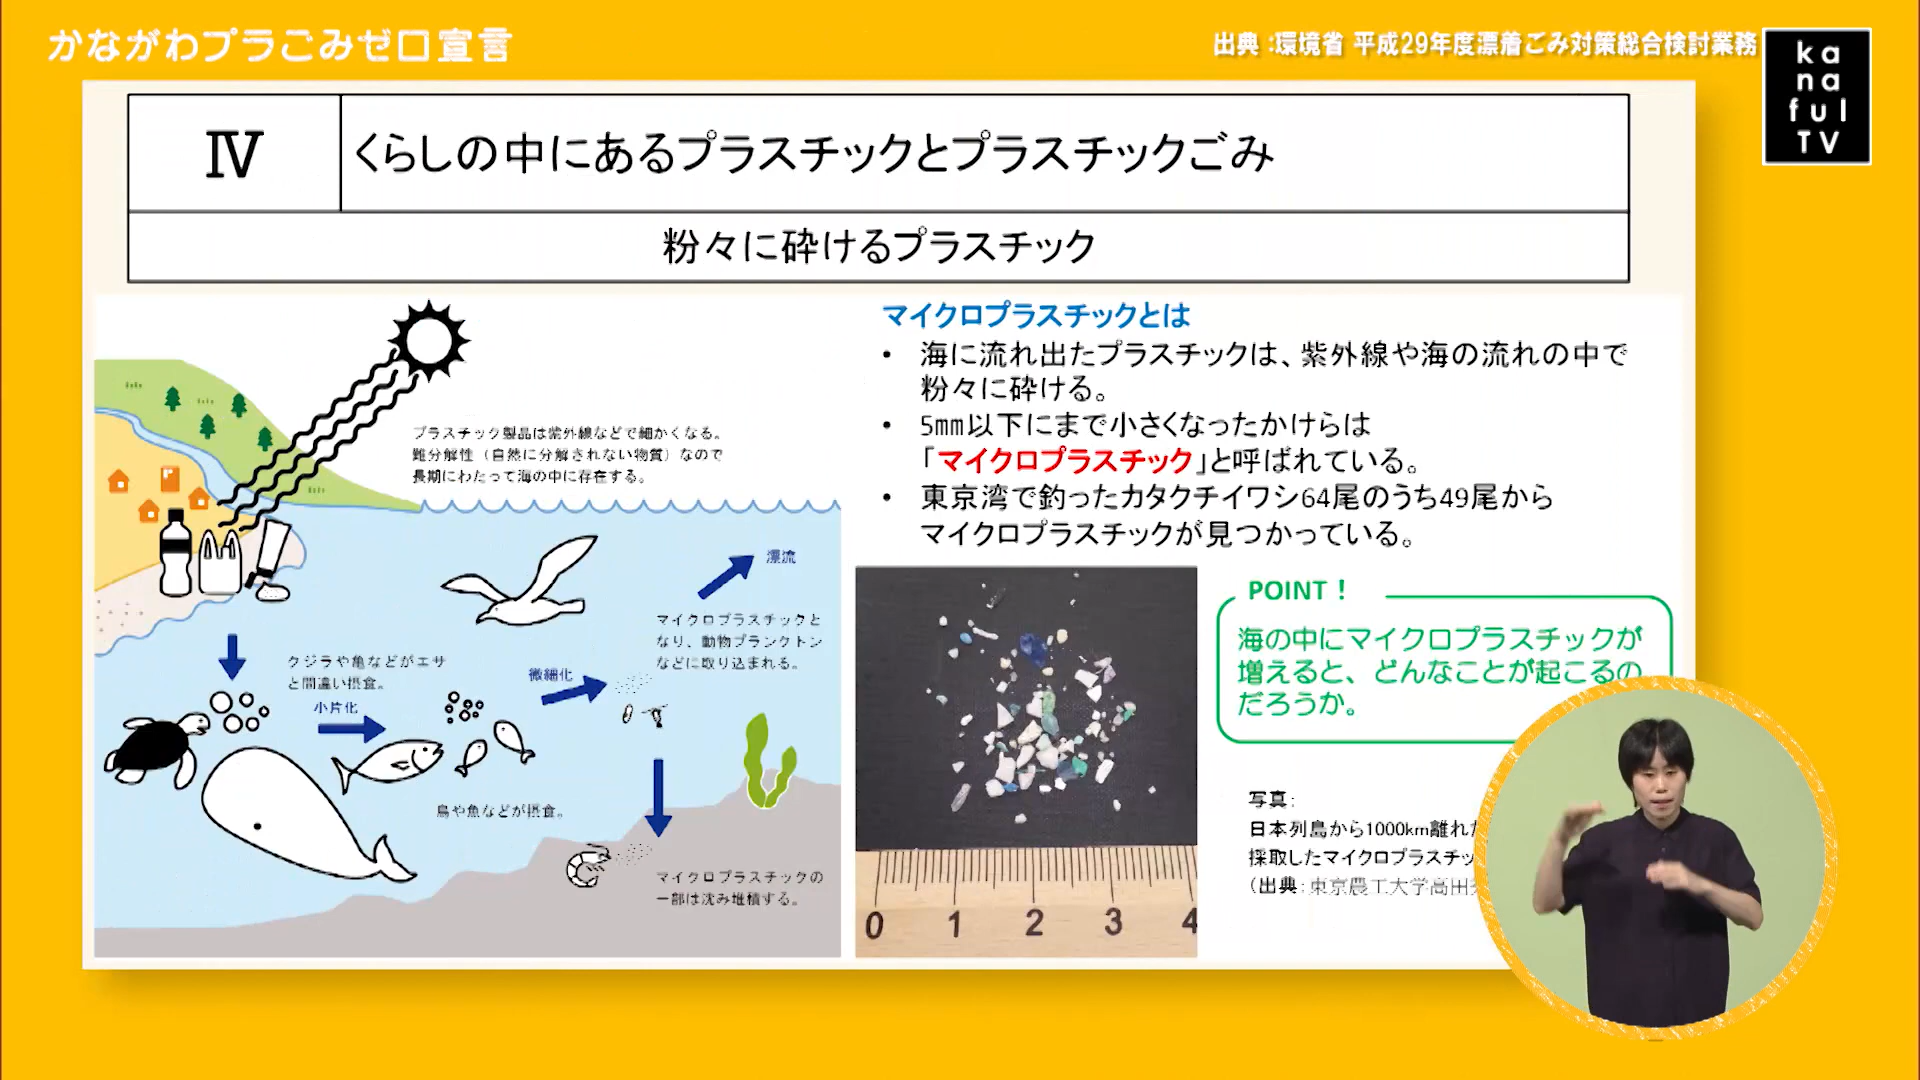 かながわプラごみゼロ宣言
出典:環境省 平成29年度漂着ごみ対策総合検討業務
ka
na
ful
TV
Ⅳ
くらしの中にあるプラスチックとプラスチックごみ
粉々に砕けるプラスチック
プラスチック製品は紫外線などで細かくなる。
難分解性（自然に分解されない物質）なので
長期にわたって海の中に存在する。
漂流
マイクロプラスチックと
なり、動物プランクトン
などに取り込まれる。
クジラや亀などがエサ
と間違い摂食。
小片化
微細化
鳥や魚などが摂食。
マイクロプラスチックの
一部は沈み堆積する。
マイクロプラスチックとは
• 海に流れ出たプラスチックは、紫外線や海の流れの中で
粉々に砕ける。
• 5mm以下にまで小さくなったかけらは
「マイクロプラスチック」と呼ばれている。
• 東京湾で釣ったカタクチイワシ64尾のうち49尾から
マイクロプラスチックが見つかっている。
0 1 2 3 4
POINT！
海の中にマイクロプラスチックが
増えると、どんなことが起こるの
だろうか。
写真：
日本列島から1000km離れ
採取したマイクロプラスチッ
（出典：東京農工大学高田